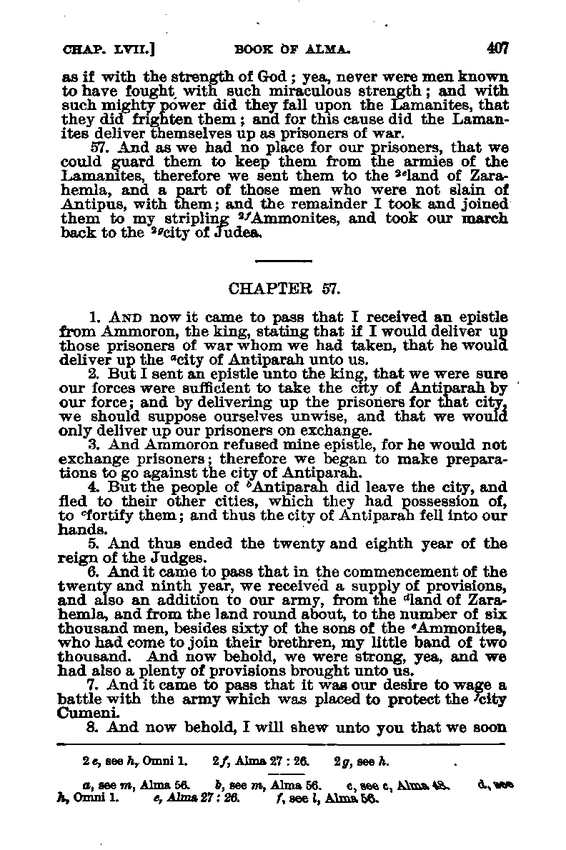 CHAP. LVII.] BOOK OF ALMA. 407
as if with the strength of God; yea, never were men known
to have fought with such miraculous strength; and with
such mighty power did they fall upon the Lamanites, that
they did frighten them; and for this cause did the Laman-
ites deliver themselves up as prisoners of war.
57. And as we had no place for our prisoners, that we
could guard them to keep them from the armies of the
Lamanites, therefore we sent them to the 2eland of Zara-
hemla, and a part of those men who were not slain of
Antipus, with them; and the remainder I took and joined
them to my stripling 2fAmmonites, and took our march
back to the 2gcity of Judea.
CHAPTER 57.
1. AND now it came to pass that I received an epistle
from Ammoron, the king, stating that if I would deliver up
those prisoners of war whom we had taken, that he would
deliver up the acity of Antiparah unto us.
2. But I sent an epistle unto the king, that we were sure
our forces were sufficient to take the city of Antiparah by
our force; and by delivering up the prisoners for that city,
we should suppose ourselves unwise, and that we would
only deliver up our prisoners on exchange.
3. And Ammoron refused mine epistle, for he would not
exchange prisoners; therefore we began to make prepara-
tions to go against the city of Antiparah.
4. But the people of bAntiparah did leave the city, and
fled to their other cities, which they had possession of,
to cfortify them; and thus the city of Antiparah fell into our
hands.
5. And thus ended the twenty and eighth year of the
reign of the Judges.
6. And it came to pass that in the commencement of the
twenty and ninth year, we received a supply of provisions,
and also an addition to our army, from the dland of Zara-
hemla, and from the land round about, to the number of six
thousand men, besides sixty of the sons of the eAmmonites,
who had come to join their brethren, my little band of two
thousand. And now behold, we were strong, yea, and we
had also a plenty of provisions brought unto us.
7. And it came to pass that it was our desire to wage a
battle with the army which was placed to protect the fcity
Cumeni.
8. And now behold, I will shew unto you that we soon
2e, see h, Omni 1. 2f, Alma 27 : 26. 2g, see h.
a, see m, Alma 56. b, see m, Alma 56. c, see c, Alma 48. d, see
h, Omni 1. e, Alma 27 : 26. f, see l, Alma 56.